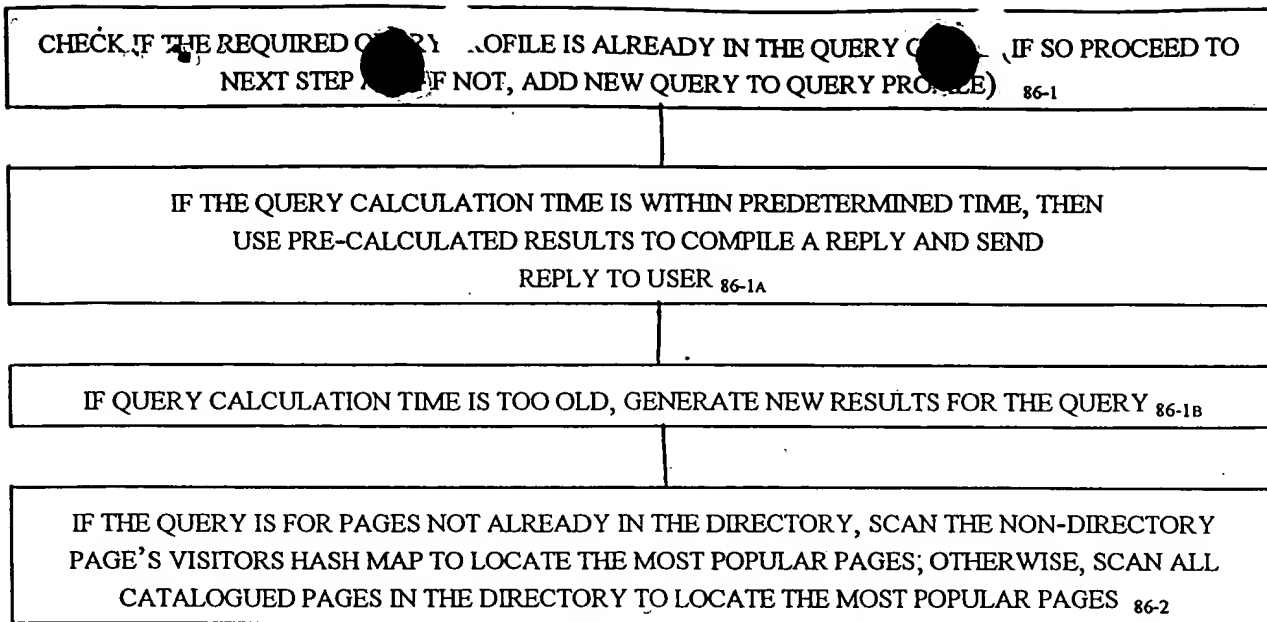 CHECK IF THE REQUIRED IS ALREADY IN THE QUERY (IF SO PROCEED TO
NEXT STEP IF NOT, ADD NEW QUERY TO QUERY 86-1
IF THE QUERY CALCULATION TIME IS WITHIN PREDETERMINED TIME, THEN
USE PRE-CALCULATED RESULTS TO COMPILE A REPLY AND SEND
REPLY TO USER 86-1A
IF QUERY CALCULATION TIME IS TOO OLD, GENERATE NEW RESULTS FOR THE QUERY 86-1B
IF THE QUERY IS FOR PAGES NOT ALREADY IN THE DIRECTORY, SCAN THE NON-DIRECTORY
PAGE'S VISITORS HASH MAP TO LOCATE THE MOST POPULAR PAGES; OTHERWISE, SCAN ALL
CATALOGUED PAGES IN THE DIRECTORY TO LOCATE THE MOST POPULAR PAGES 86-2